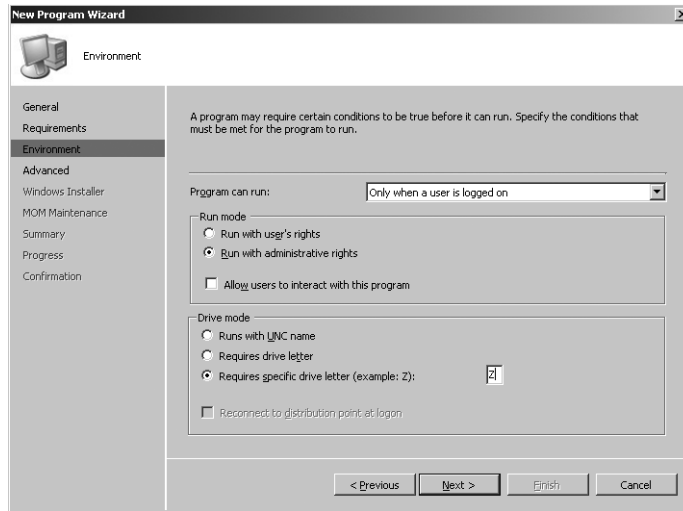 New Program Wizard
Environment
General
Requirements
Environment
Advanced
Windows Installer
MOM Maintenance
Summary
Progress
Confirmation
A program may require certain conditions to be true before it can run. Specify the conditions that
must be met for the program to run.
Program can run:
Only when a user is logged on
Run mode
Run with user's rights
Run with administrative rights
Allow users to interact with this program
Drive mode
Runs with UNC name
Requires drive letter
Requires specific drive letter (example: Z):
Z
Reconnect to distribution point at logon
< Previous
Next >
Finish
Cancel